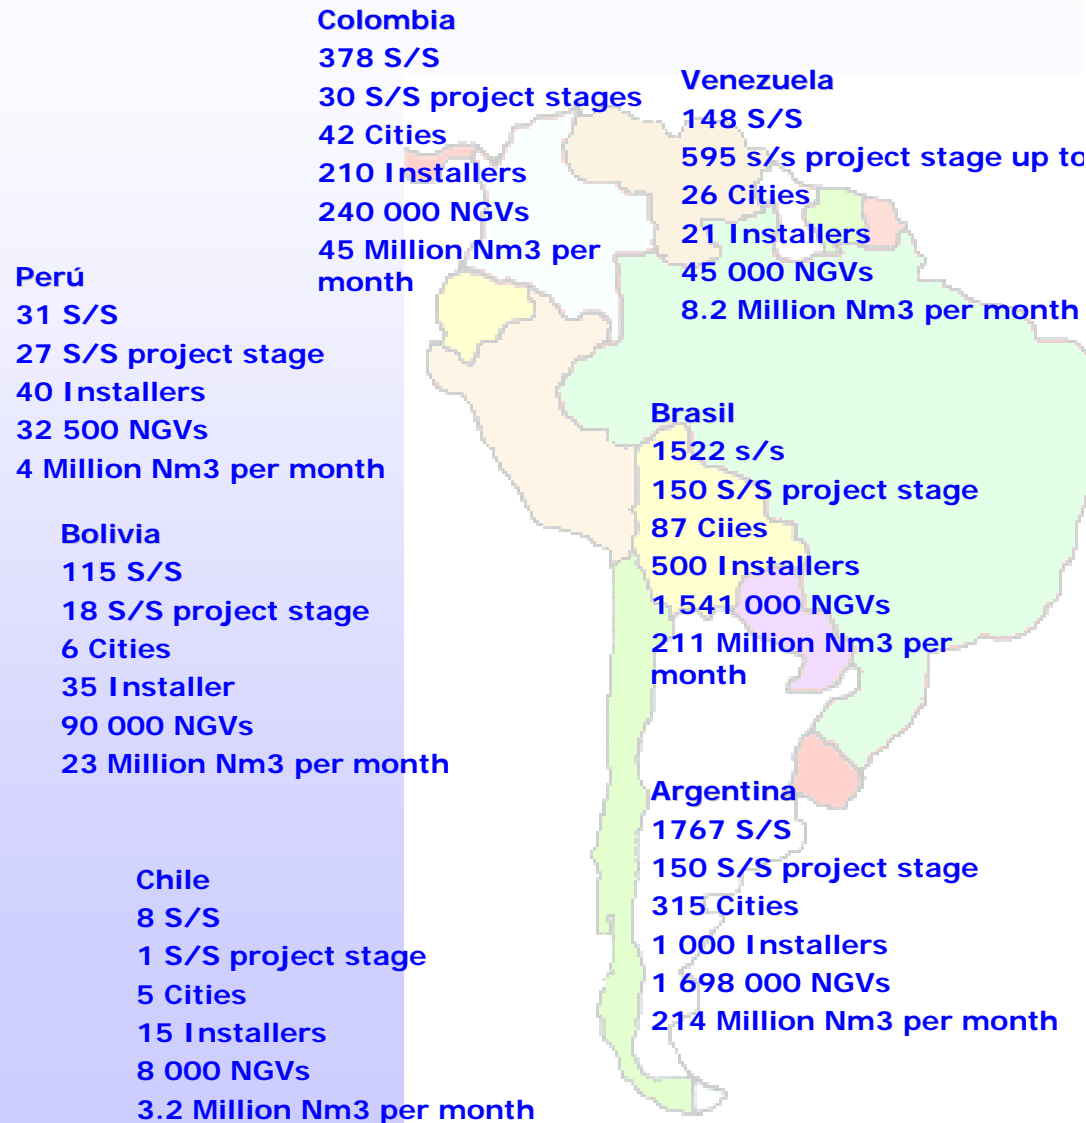 Colombia
378 S/S
30 S/S project stages
42 Cities
210 Installers
240 000 NGVs
45 Million Nm3 per
month
Venezuela
148 S/S
595 s/s project stage up to
26 Cities
21 Installers
45 000 NGVs
8.2 Million Nm3 per month
Perú
31 S/S
27 S/S project stage
40 Installers
32 500 NGVs
4 Million Nm3 per month
Brasil
1522 s/s
150 S/S project stage
87 Ciies
500 Installers
1 541 000 NGVs
211 Million Nm3 per
month
Bolivia
115 S/S
18 S/S project stage
6 Cities
35 Installer
90 000 NGVs
23 Million Nm3 per month
Argentina
1767 S/S
150 S/S project stage
315 Cities
1 000 Installers
1 698 000 NGVs
214 Million Nm3 per month
Chile
8 S/S
1 S/S project stage
5 Cities
15 Installers
8 000 NGVs
3.2 Million Nm3 per month